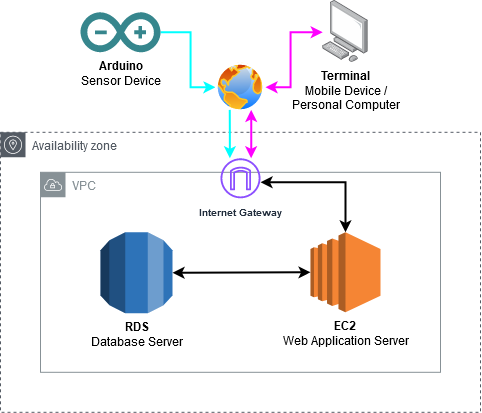 Arduino
Sensor Device
Terminal
Mobile Device /
Personal Computer
Availability zone
VPC
Internet Gateway
RDS
Database Server
EC2
Web Application Server